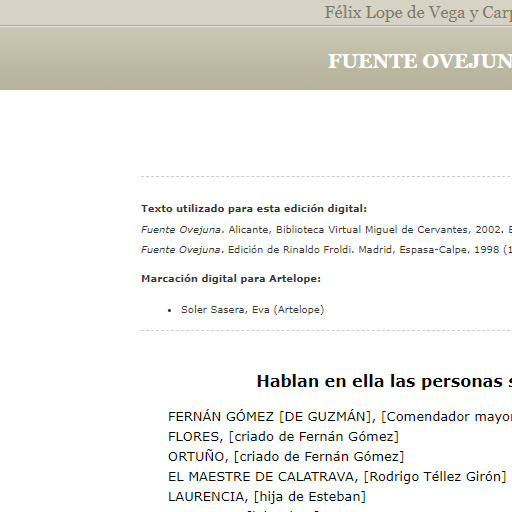 Félix Lope de Vega y Carp
FUENTE OVEJUN
Texto utilizado para esta edición digital:
Fuente Ovejuna. Alicante, Biblioteca Virtual Miguel de Cervantes, 2002. E
Fuente Ovejuna. Edición de Rinaldo Froldi. Madrid, Espasa-Calpe, 1998 (1
Marcación digital para Artelope:
• Soler Sasera, Eva (Artelope)
Hablan en ella las personas s
FERNÁN GÓMEZ [DE GUZMÁN], [Comendador mayor
FLORES, [criado de Fernán Gómez]
ORTUÑO, [criado de Fernán Gómez]
EL MAESTRE DE CALATRAVA, [Rodrigo Téllez Girón]
LAURENCIA, [hija de Esteban]